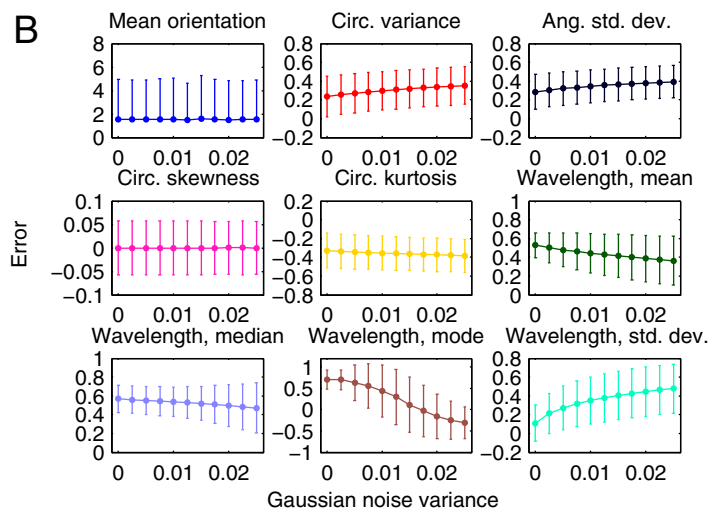 B
Mean orientation
Circ. variance
Ang. std. dev.
8
6
4
2
0
0 0.01 0.02
0.8
0.6
0.4
0.2
0
−0.2
0 0.01 0.02
0.8
0.6
0.4
0.2
0
−0.2
0 0.01 0.02
Circ. skewness
Circ. kurtosis
Wavelength, mean
Error
0.1
0.05
0
−0.05
−0.1
0 0.01 0.02
0.2
0
−0.2
−0.4
−0.6
−0.8
0 0.01 0.02
1
0.8
0.6
0.4
0.2
0
0 0.01 0.02
Wavelength, median
Wavelength, mode
Wavelength, std. dev.
1
0.8
0.6
0.4
0.2
0
0 0.01 0.02
1
0.5
0
−0.5
−1
0 0.01 0.02
0.8
0.6
0.4
0.2
0
−0.2
0 0.01 0.02
Gaussian noise variance